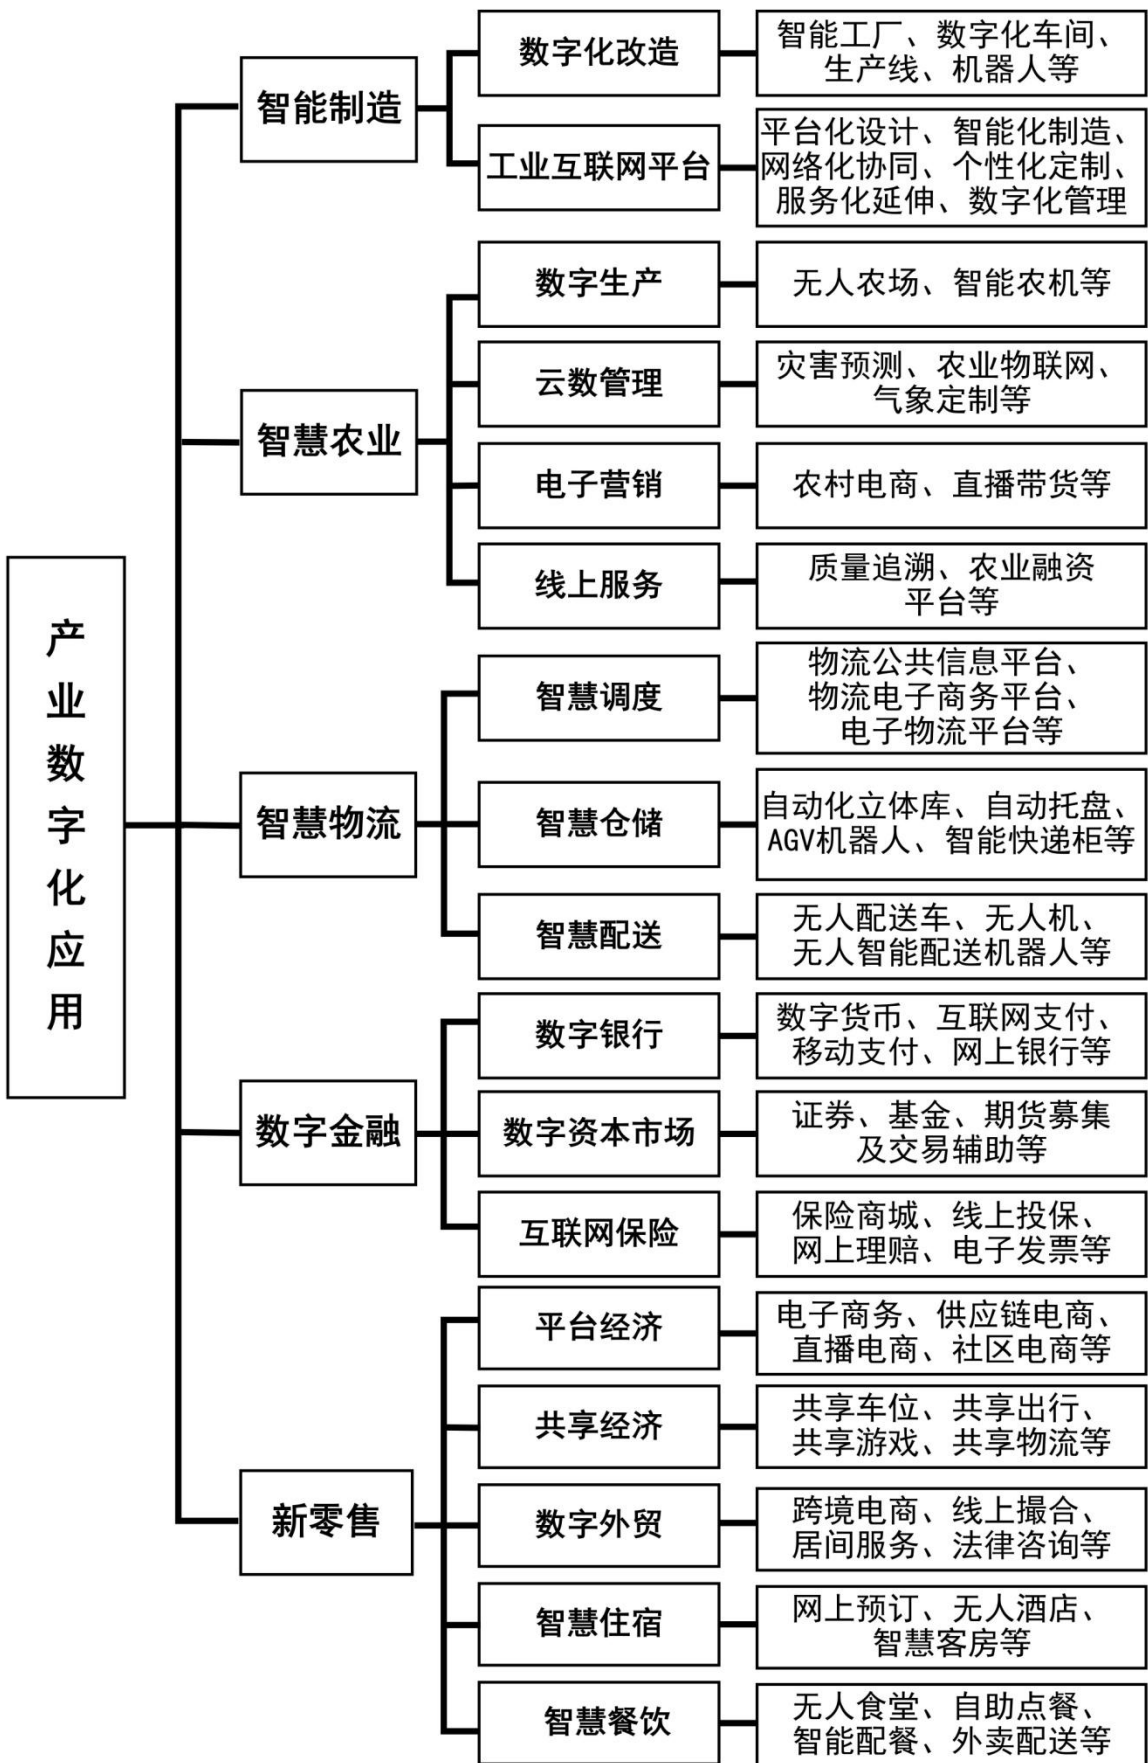 产业数字化应用
智能制造
数字化改造
智能工厂、数字化车间、
生产线、机器人等
工业互联网平台
平台化设计、智能化制造、
网络化协同、个性化定制、
服务化延伸、数字化管理
智慧农业
数字生产
无人农场、智能农机等
云数管理
灾害预测、农业物联网、
气象定制等
电子营销
农村电商、直播带货等
线上服务
质量追溯、农业融资
平台等
智慧物流
智慧调度
物流公共信息平台、
物流电子商务平台、
电子物流平台等
智慧仓储
自动化立体库、自动托盘、
AGV机器人、智能快递柜等
智慧配送
无人配送车、无人机、
无人智能配送机器人等
数字金融
数字银行
数字货币、互联网支付、
移动支付、网上银行等
数字资本市场
证券、基金、期货募集
及交易辅助等
互联网保险
保险商城、线上投保、
网上理赔、电子发票等
新零售
平台经济
电子商务、供应链电商、
直播电商、社区电商等
共享经济
共享车位、共享出行、
共享游戏、共享物流等
数字外贸
跨境电商、线上撮合、
居间服务、法律咨询等
智慧住宿
网上预订、无人酒店、
智慧客房等
智慧餐饮
无人食堂、自助点餐、
智能配餐、外卖配送等